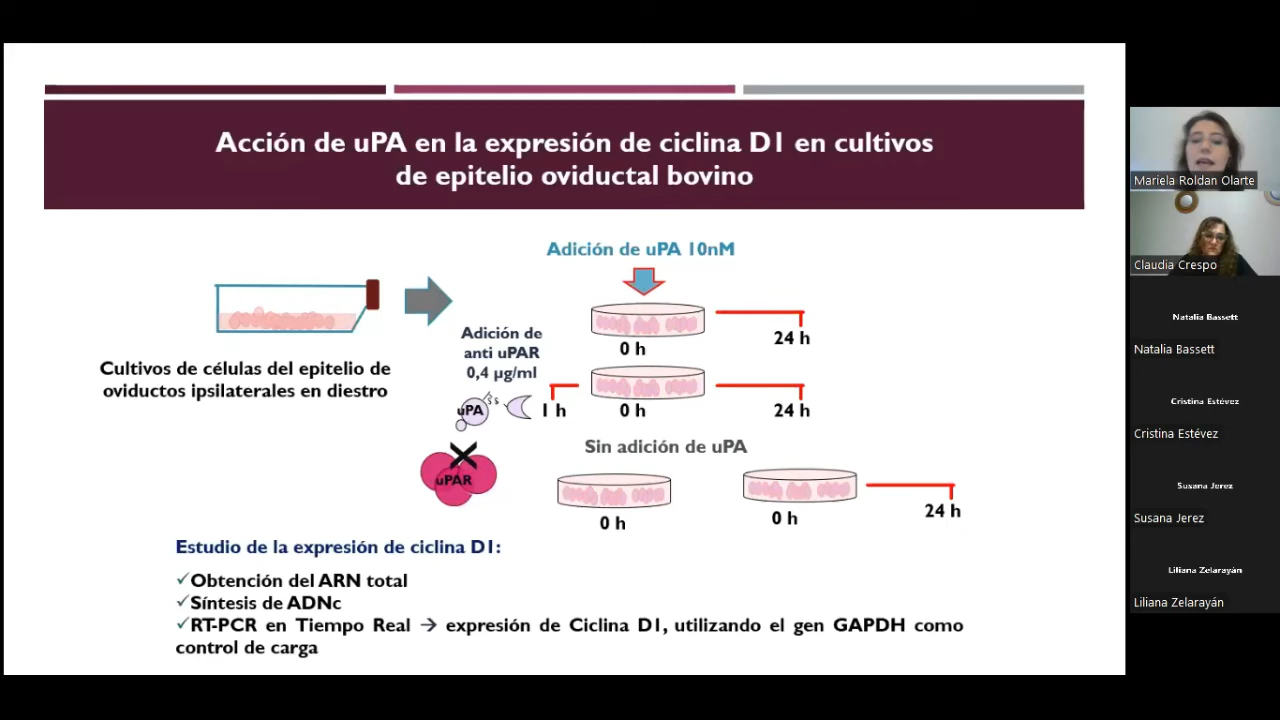 Acción de uPA en la expresión de ciclina D1 en cultivos
de epitelio oviductal bovino
Adición de uPA 10nM
0 h
24 h
Cultivos de células del epitelio de
oviductos ipsilaterales en diestro
Adición de
anti uPAR
0,4 µg/ml
uPA
s s
1 h
0 h
24 h
uPAR
Sin adición de uPA
0 h
0 h
24 h
Estudio de la expresión de ciclina D1:
✓Obtención del ARN total
✓Síntesis de ADNc
✓RT-PCR en Tiempo Real → expresión de Ciclina D1, utilizando el gen GAPDH como
control de carga
Mariela Roldan Olarte
Claudia Crespo
Natalia Bassett
Natalia Bassett
Cristina Estévez
Cristina Estévez
Susana Jerez
Susana Jerez
Liliana Zelarayán
Liliana Zelarayán